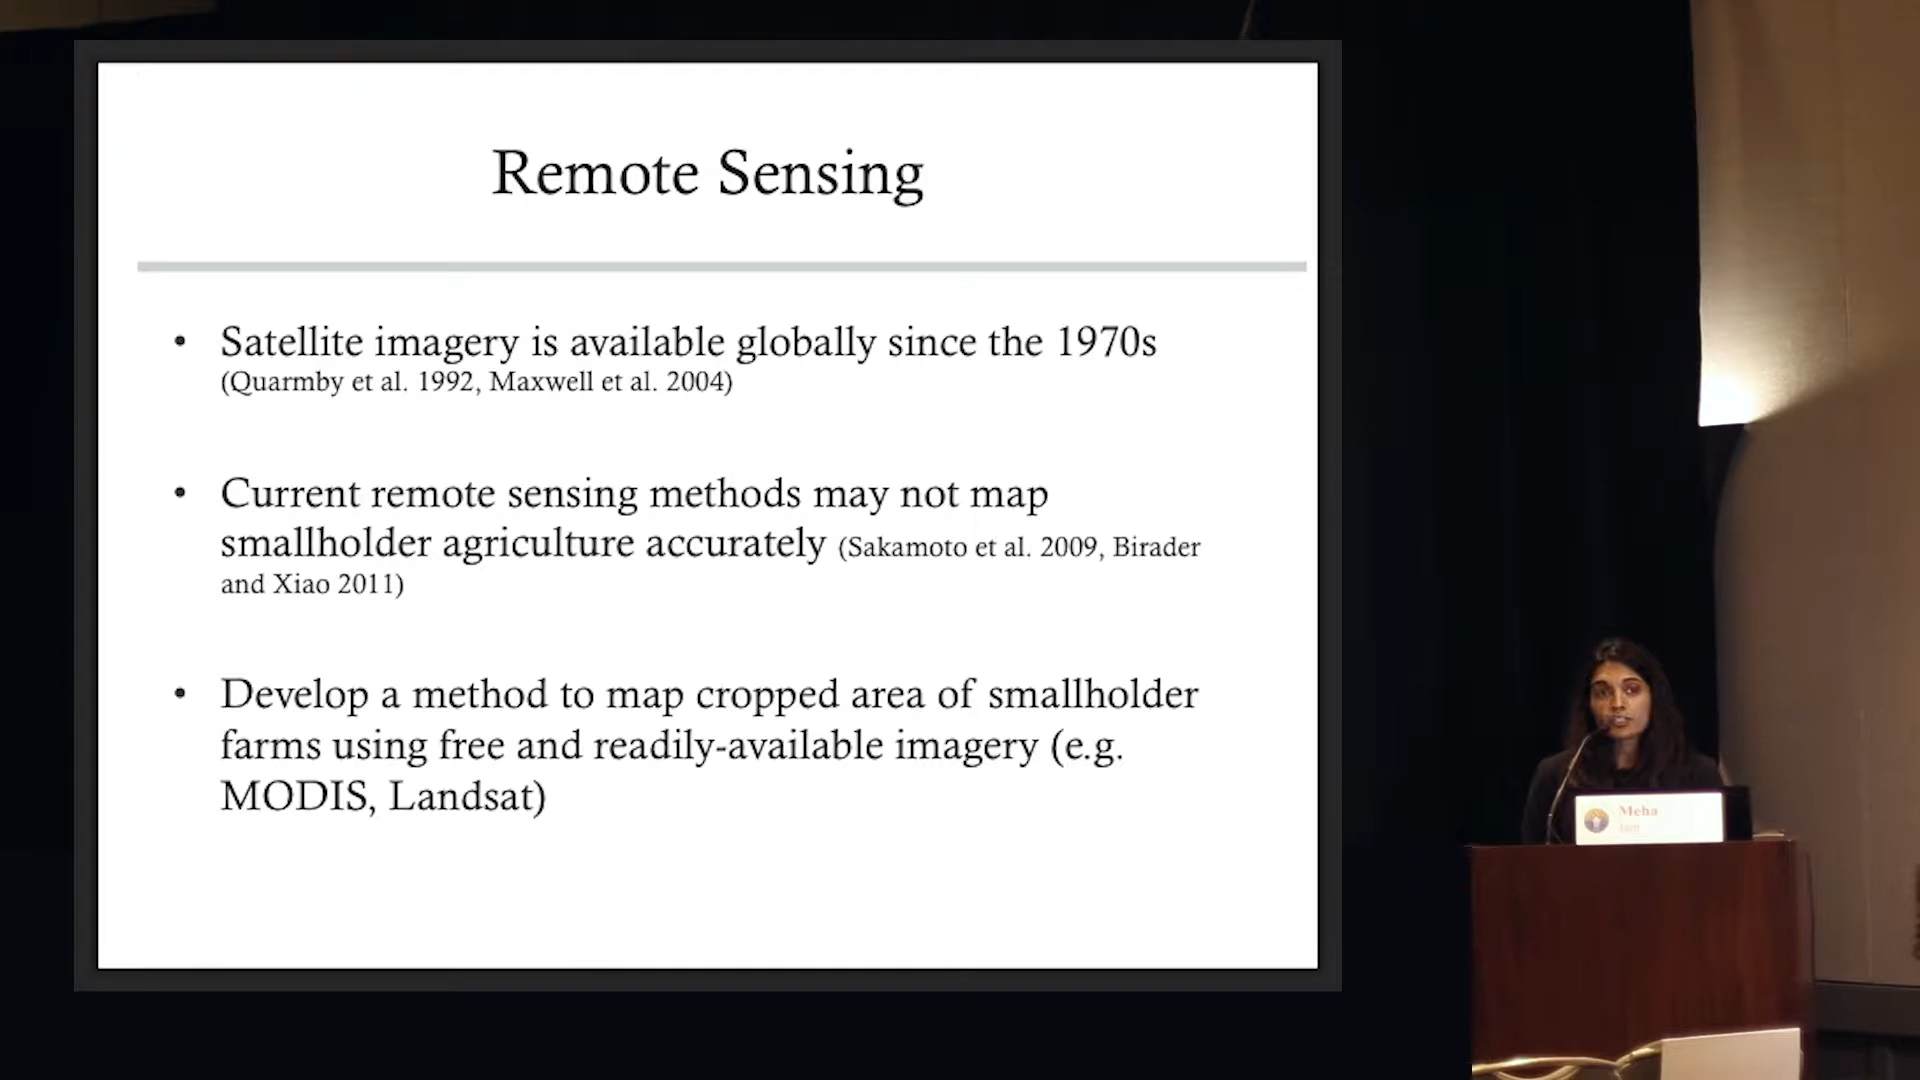 Remote Sensing
• Satellite imagery is available globally since the 1970s
(Quarmby et al. 1992, Maxwell et al. 2004)
• Current remote sensing methods may not map
smallholder agriculture accurately (Sakamoto et al. 2009, Birader
and Xiao 2011)
• Develop a method to map cropped area of smallholder
farms using free and readily-available imagery (e.g.
MODIS, Landsat)
Meha